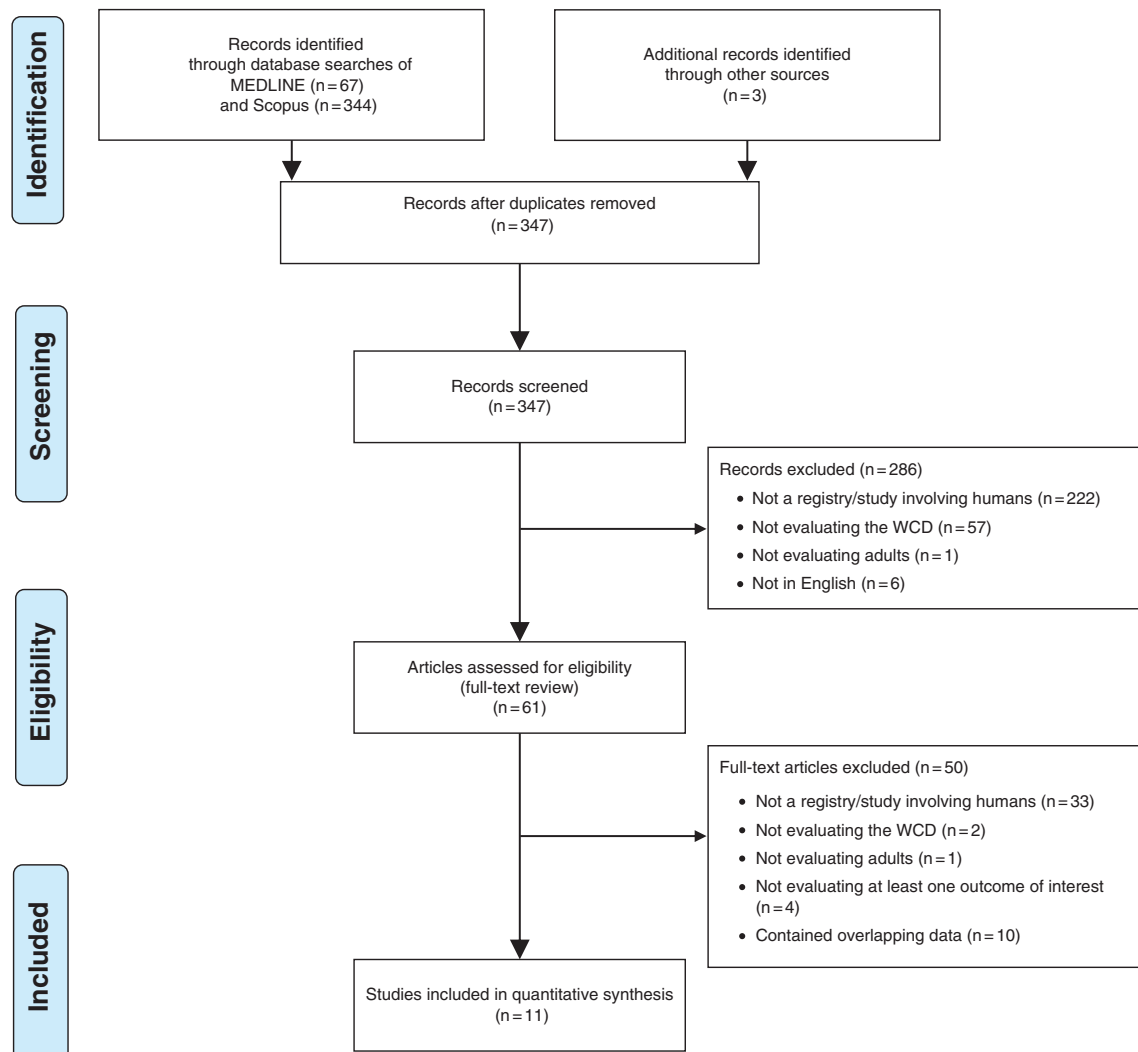 Identification
Records identified
through database searches of
MEDLINE (n=67)
and Scopus (n=344)
Additional records identified
through other sources
(n=3)
Records after duplicates removed
(n=347)
Screening
Records screened
(n=347)
Records excluded (n=286)
• Not a registry/study involving humans (n=222)
• Not evaluating the WCD (n=57)
• Not evaluating adults (n=1)
• Not in English (n=6)
Eligibility
Articles assessed for eligibility
(full-text review)
(n=61)
Full-text articles excluded (n=50)
• Not a registry/study involving humans (n=33)
• Not evaluating the WCD (n=2)
• Not evaluating adults (n=1)
• Not evaluating at least one outcome of interest
(n=4)
• Contained overlapping data (n=10)
Included
Studies included in quantitative synthesis
(n=11)